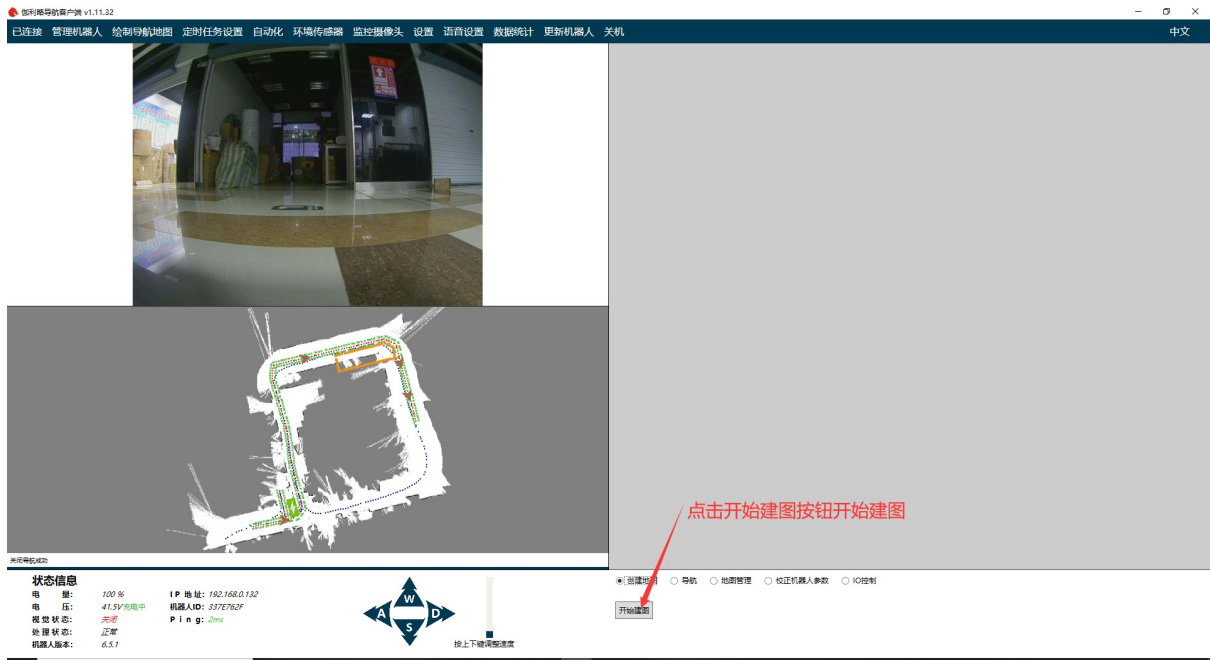 伽利略导航客户端 v1.11.32
已连接 管理机器人 绘制导航地图 定时任务设置 自动化 环境传感器 监控摄像头 设置 语音设置 数据统计 更新机器人 关机 中文
点击开始建图按钮开始建图
关闭导航成功
状态信息
电 量: 100 % IP 地址: 192.168.0.132
电 压: 41.5V充电中 机器人ID: 337E762F
视觉状态: 关闭 Ping: 2ms
处理状态: 正常
机器人版本: 6.5.1
W
A D
S
按上下键调整速度
创建地图 导航 地图管理 校正机器人参数 IO控制
开始建图